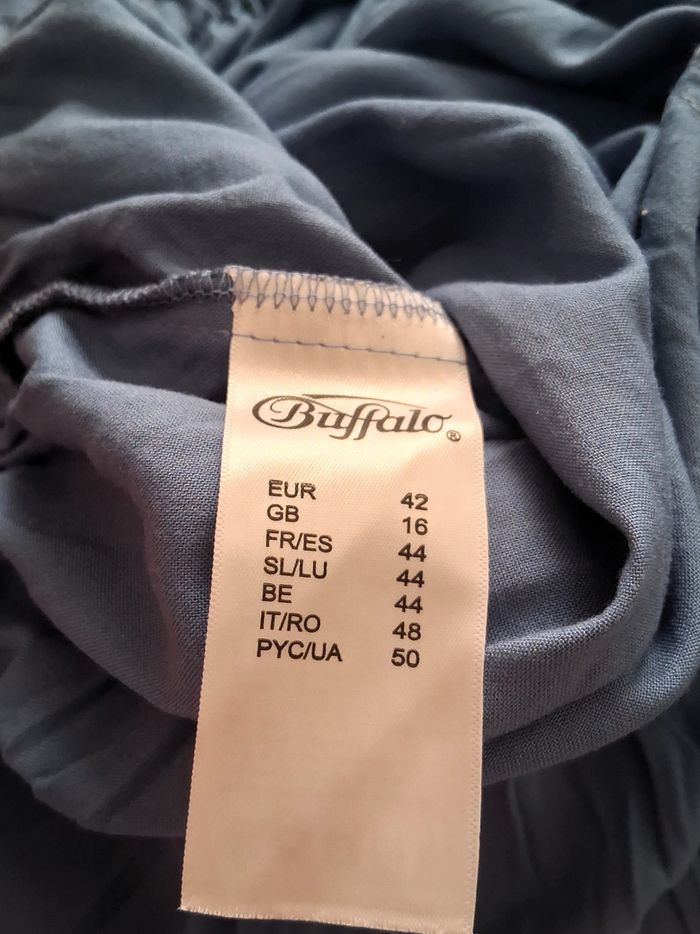 Buffalo®
EUR 42
GB 16
FR/ES 44
SL/LU 44
BE 44
IT/RO 48
PYC/UA 50